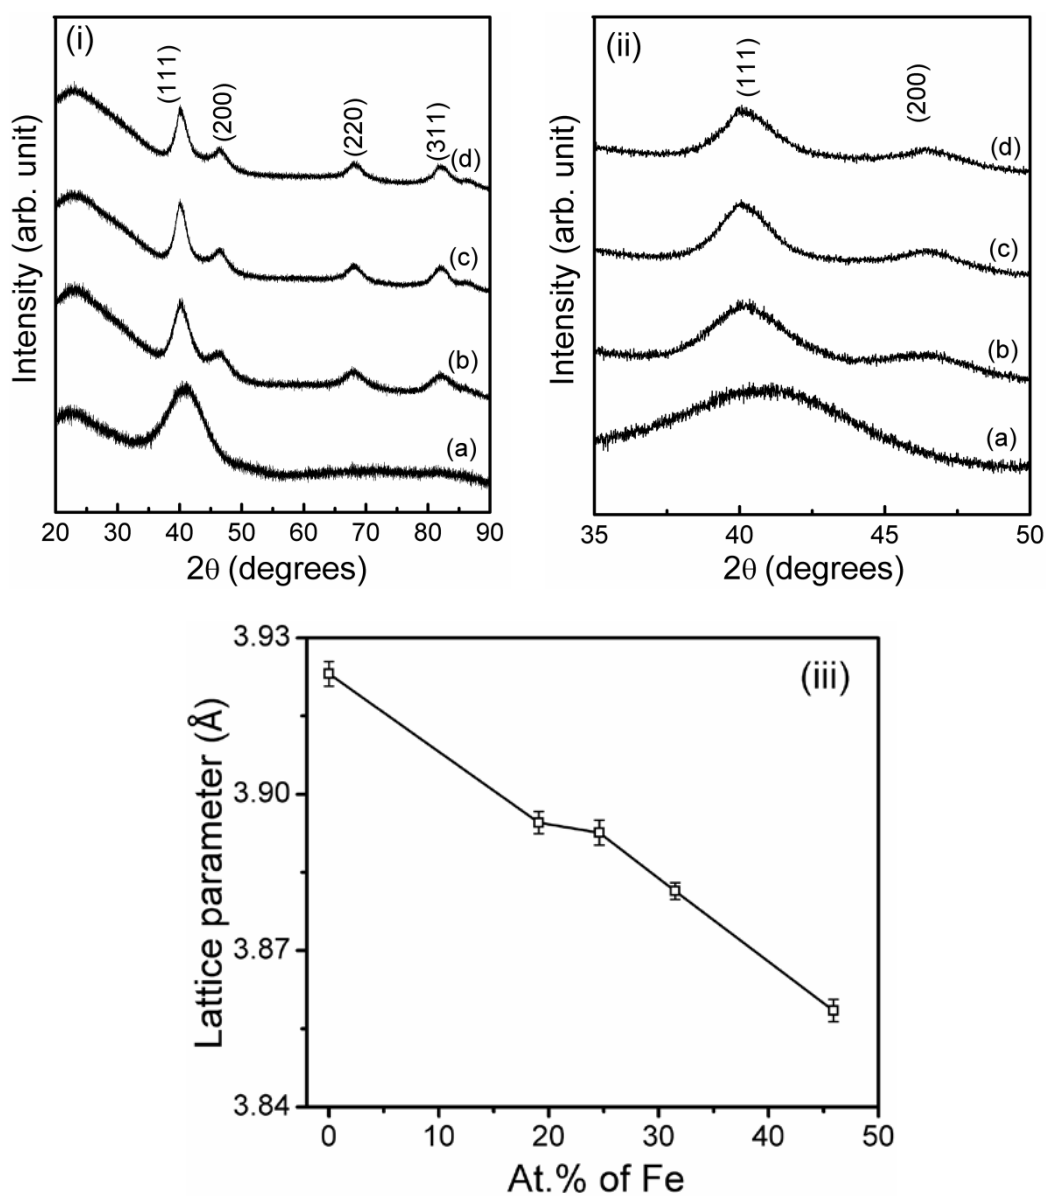 (i)
(111)
(200)
(220)
(311)
(d)
(c)
(b)
(a)
Intensity (arb. unit)
20 30 40 50 60 70 80 90
2θ (degrees)
(ii)
(111)
(200)
(d)
(c)
(b)
(a)
Intensity (arb. unit)
35 40 45 50
2θ (degrees)
(iii)
3.93
3.90
3.87
3.84
Lattice parameter (Å)
0 10 20 30 40 50
At.% of Fe